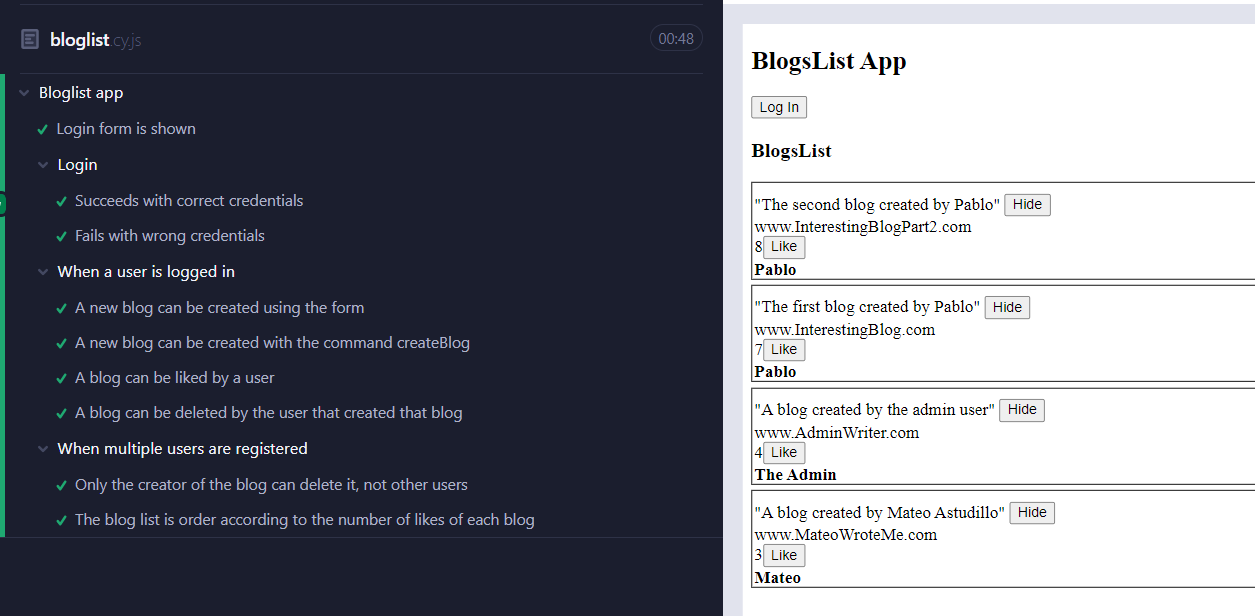 bloglist cy.js 00:48
Bloglist app
Login form is shown
Login
Succeeds with correct credentials
Fails with wrong credentials
When a user is logged in
A new blog can be created using the form
A new blog can be created with the command createBlog
A blog can be liked by a user
A blog can be deleted by the user that created that blog
When multiple users are registered
Only the creator of the blog can delete it, not other users
The blog list is order according to the number of likes of each blog
BlogsList App
Log In
BlogsList
"The second blog created by Pablo" Hide
www.InterestingBlogPart2.com
8 Like
Pablo
"The first blog created by Pablo" Hide
www.InterestingBlog.com
7 Like
Pablo
"A blog created by the admin user" Hide
www.AdminWriter.com
4 Like
The Admin
"A blog created by Mateo Astudillo" Hide
www.MateoWroteMe.com
3 Like
Mateo